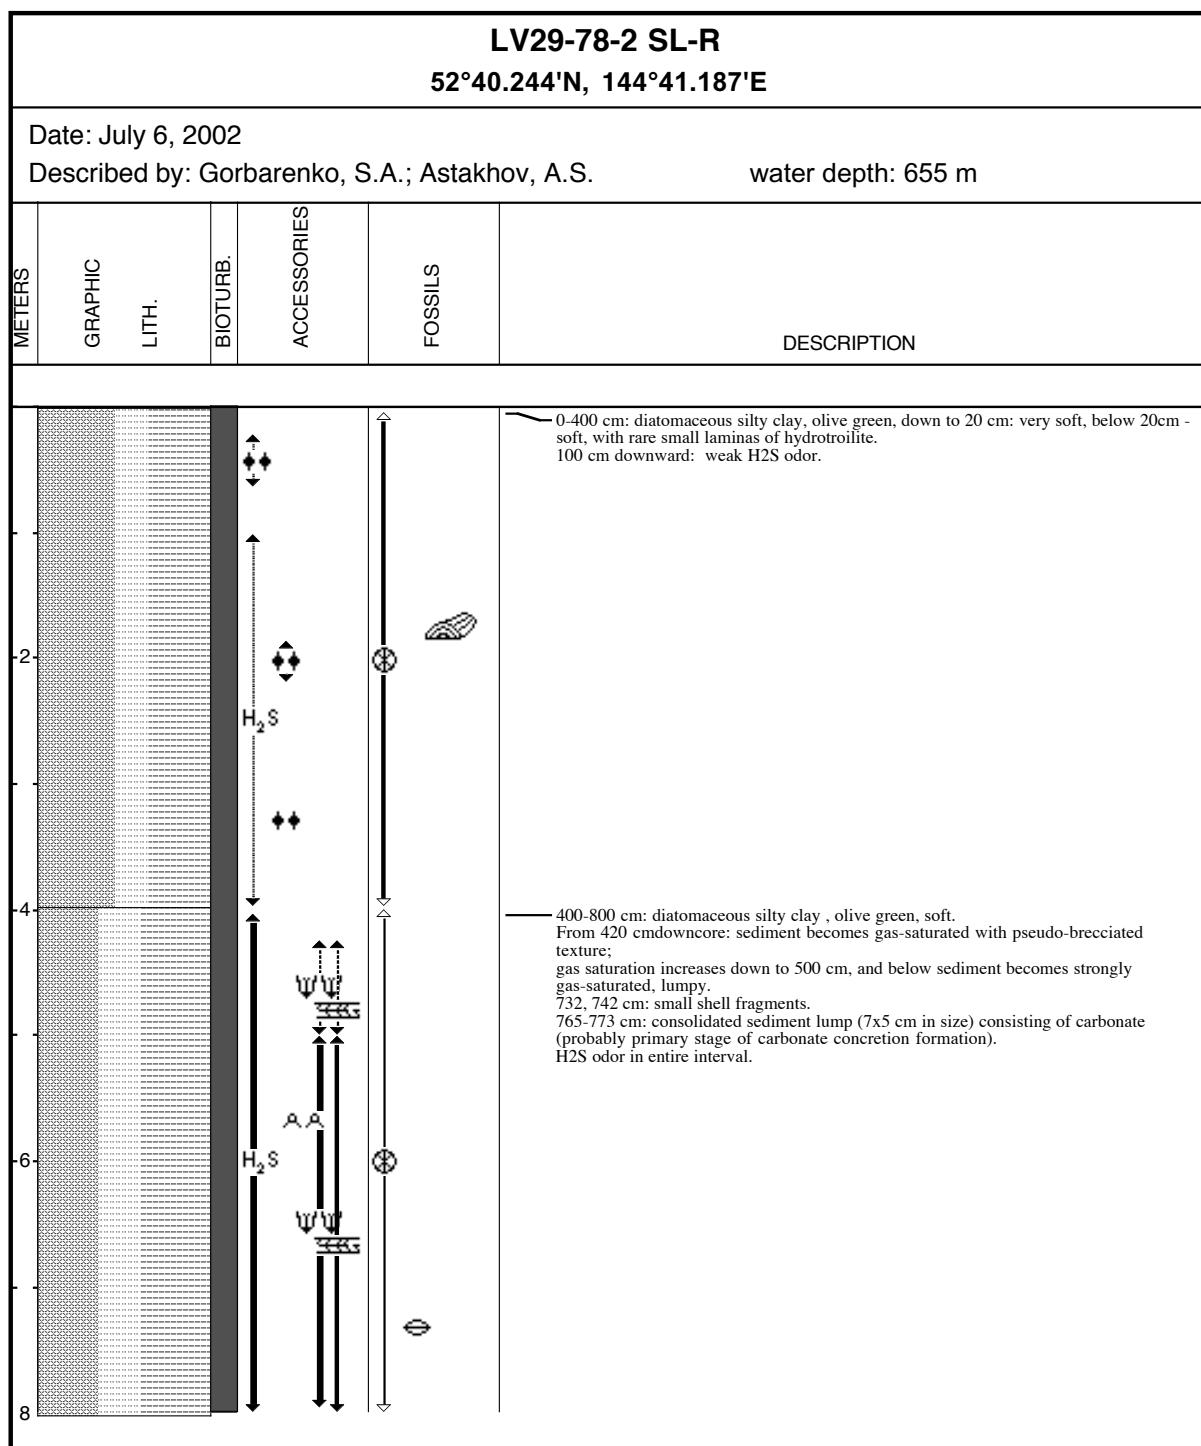 LV29-78-2 SL-R
52°40.244'N, 144°41.187'E
Date: July 6, 2002
Described by: Gorbarenko, S.A.; Astakhov, A.S. water depth: 655 m
METERS
GRAPHIC
LITH.
BIOTURB.
ACCESSORIES
FOSSILS
DESCRIPTION
0-400 cm: diatomaceous silty clay, olive green, down to 20 cm: very soft, below 20cm -
soft, with rare small laminas of hydrotroilite.
100 cm downward: weak H2S odor.
2
H₂S
4
400-800 cm: diatomaceous silty clay , olive green, soft.
From 420 cmdowncore: sediment becomes gas-saturated with pseudo-brecciated
texture;
gas saturation increases down to 500 cm, and below sediment becomes strongly
gas-saturated, lumpy.
732, 742 cm: small shell fragments.
765-773 cm: consolidated sediment lump (7x5 cm in size) consisting of carbonate
(probably primary stage of carbonate concretion formation).
H2S odor in entire interval.
6
H₂S
8